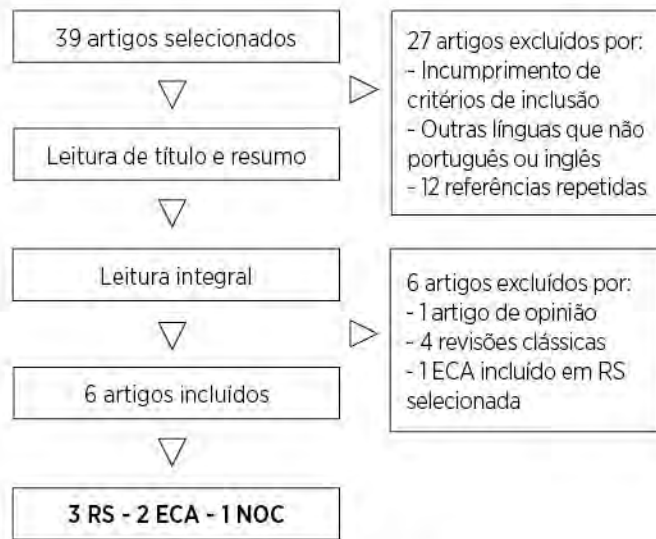 39 artigos selecionados
27 artigos excluídos por:
- Incumprimento de
critérios de inclusão
- Outras línguas que não
português ou inglês
- 12 referências repetidas
Leitura de título e resumo
Leitura integral
6 artigos excluídos por:
- 1 artigo de opinião
- 4 revisões clássicas
- 1 ECA incluído em RS
selecionada
6 artigos incluídos
3 RS - 2 ECA - 1 NOC